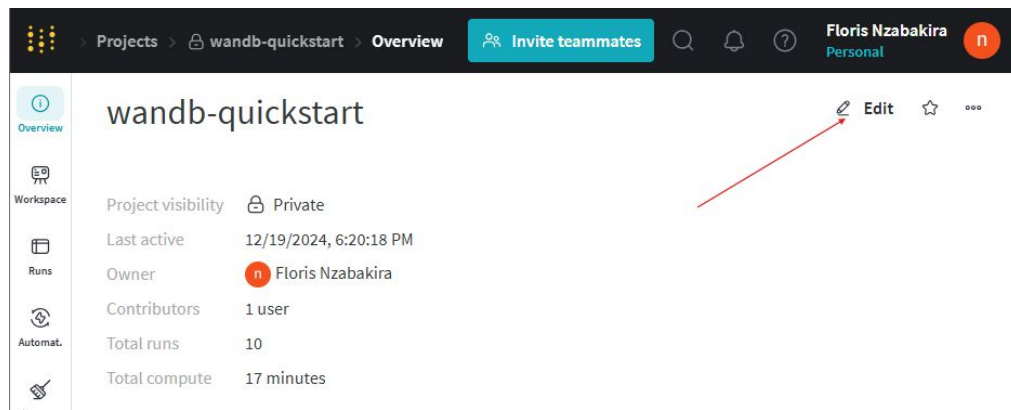 Projects > wandb-quickstart > Overview
Invite teammates
Floris Nzabakira
Personal
n
Overview
Workspace
Runs
Automat.
wandb-quickstart
Edit
Project visibility Private
Last active 12/19/2024, 6:20:18 PM
Owner n Floris Nzabakira
Contributors 1 user
Total runs 10
Total compute 17 minutes